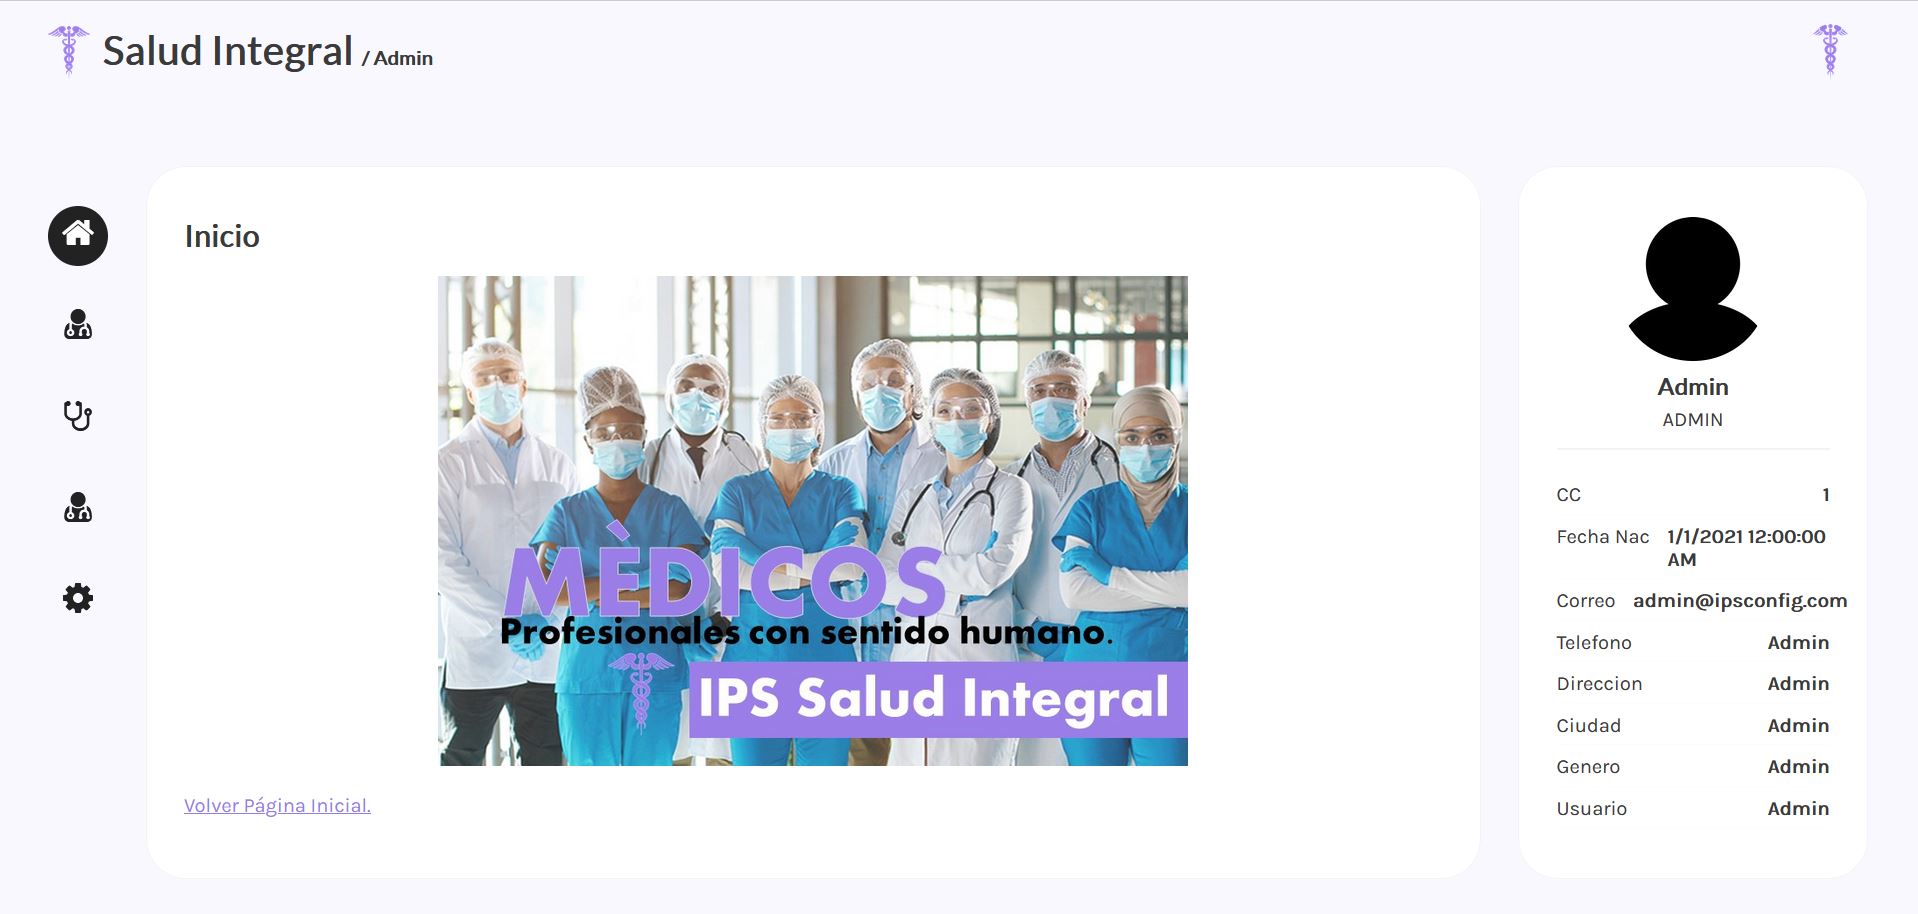 Salud Integral / Admin
Inicio
MÈDICOS
Profesionales con sentido humano.
IPS Salud Integral
Volver Página Inicial.
Admin
ADMIN
CC 1
Fecha Nac 1/1/2021 12:00:00
AM
Correo admin@ipsconfig.com
Telefono Admin
Direccion Admin
Ciudad Admin
Genero Admin
Usuario Admin